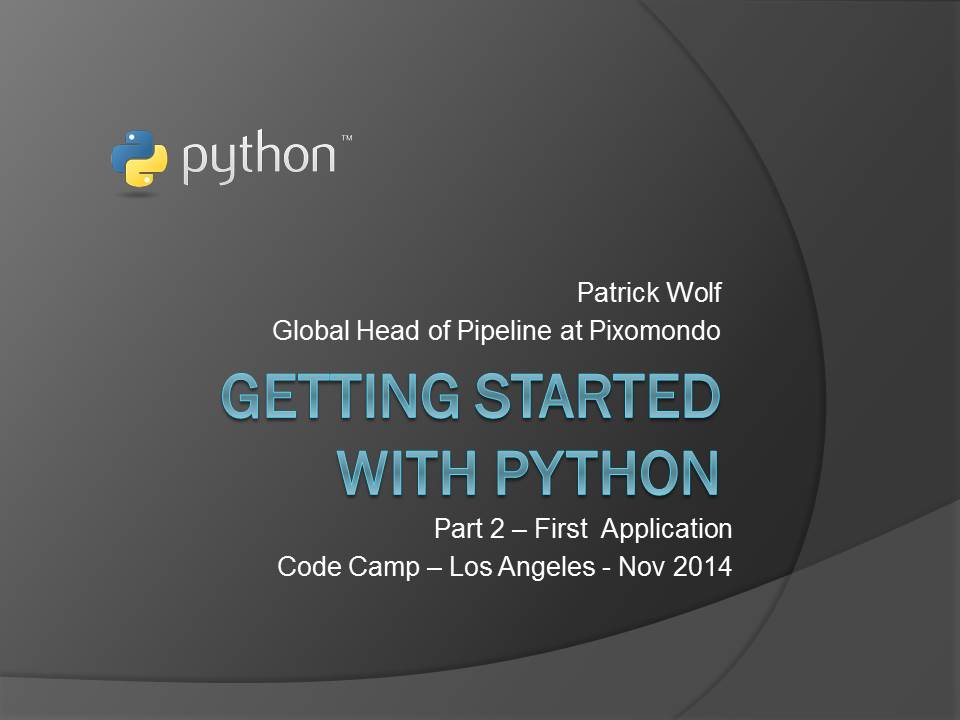 python™
Patrick Wolf
Global Head of Pipeline at Pixomondo
GETTING STARTED
WITH PYTHON
Part 2 – First  Application
Code Camp – Los Angeles - Nov 2014